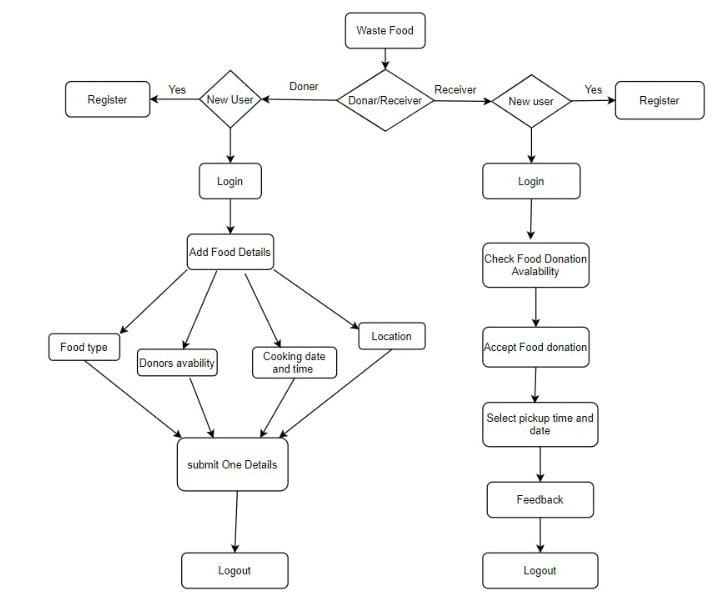 Waste Food
Register
Yes
New User
Doner
Donar/Receiver
Receiver
New user
Yes
Register
Login
Login
Add Food Details
Check Food Donation
Avalability
Food type
Donors avability
Cooking date
and time
Location
Accept Food donation
Select pickup time and
date
submit One Details
Feedback
Logout
Logout